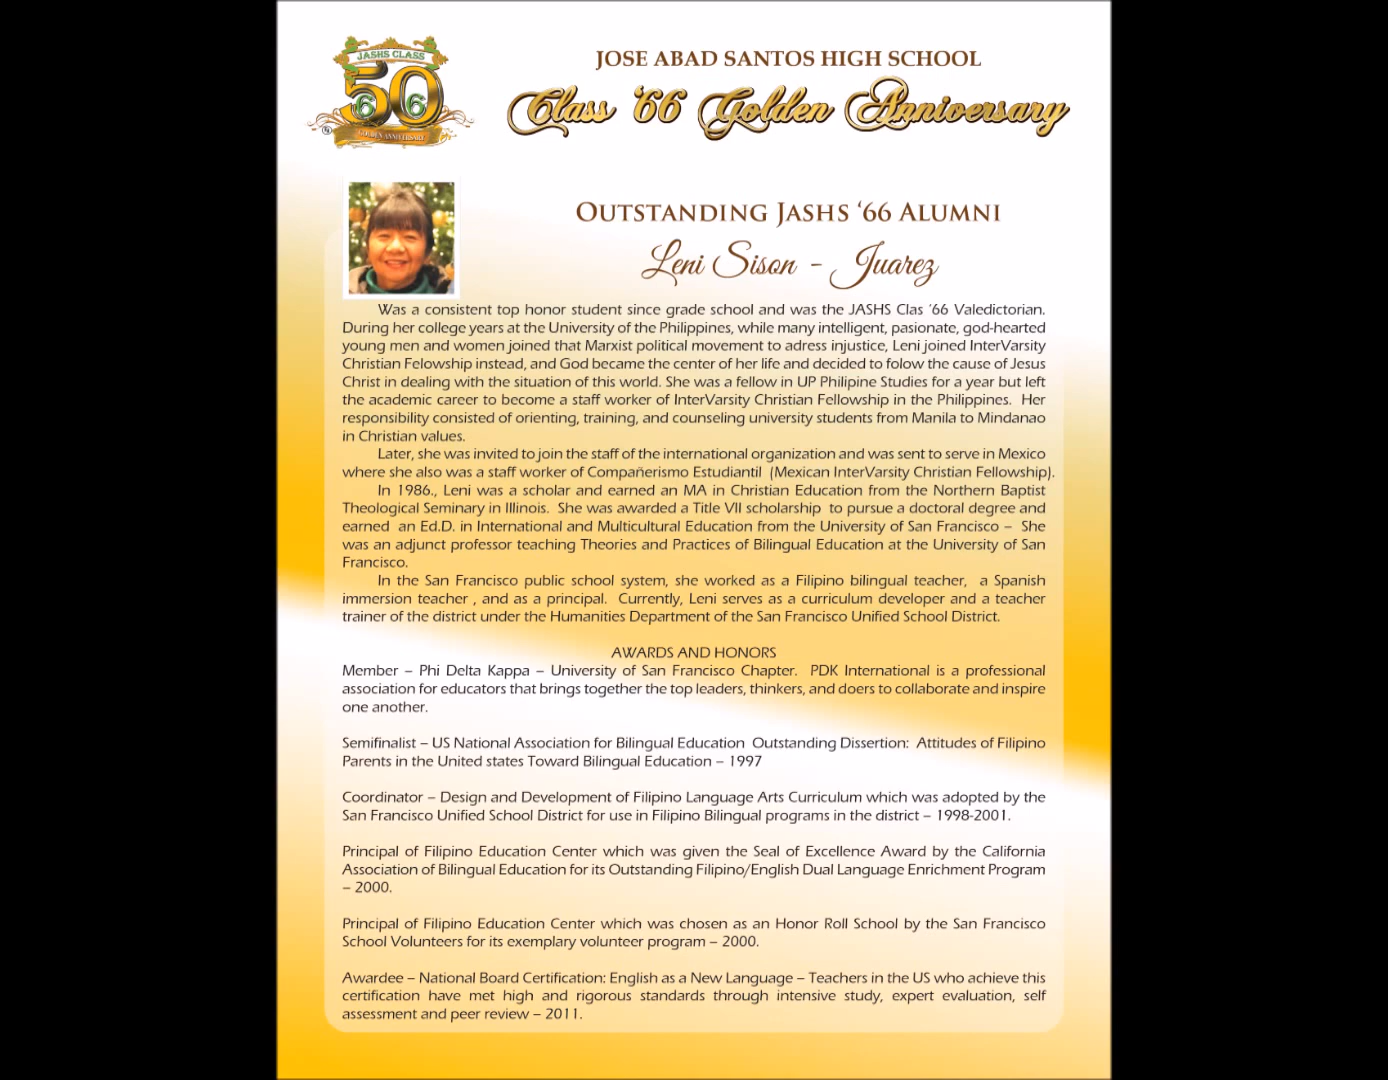 JASHS CLASS
50
6 6
GOLDEN ANNIVERSARY
JOSE ABAD SANTOS HIGH SCHOOL
Class '66 Golden Anniversary
OUTSTANDING JASHS '66 ALUMNI
Leni Sison - Juarez
Was a consistent top honor student since grade school and was the JASHS Clas '66 Valedictorian.
During her college years at the University of the Philippines, while many intelligent, pasionate, god-hearted
young men and women joined that Marxist political movement to adress injustice, Leni joined InterVarsity
Christian Felowship instead, and God became the center of her life and decided to folow the cause of Jesus
Christ in dealing with the situation of this world. She was a fellow in UP Philipine Studies for a year but left
the academic career to become a staff worker of InterVarsity Christian Fellowship in the Philippines. Her
responsibility consisted of orienting, training, and counseling university students from Manila to Mindanao
in Christian values.
Later, she was invited to join the staff of the international organization and was sent to serve in Mexico
where she also was a staff worker of Compañerismo Estudiantil (Mexican InterVarsity Christian Fellowship).
In 1986., Leni was a scholar and earned an MA in Christian Education from the Northern Baptist
Theological Seminary in Illinois. She was awarded a Title VII scholarship to pursue a doctoral degree and
earned an Ed.D. in International and Multicultural Education from the University of San Francisco – She
was an adjunct professor teaching Theories and Practices of Bilingual Education at the University of San
Francisco.
In the San Francisco public school system, she worked as a Filipino bilingual teacher, a Spanish
immersion teacher , and as a principal. Currently, Leni serves as a curriculum developer and a teacher
trainer of the district under the Humanities Department of the San Francisco Unified School District.
AWARDS AND HONORS
Member – Phi Delta Kappa – University of San Francisco Chapter. PDK International is a professional
association for educators that brings together the top leaders, thinkers, and doers to collaborate and inspire
one another.
Semifinalist – US National Association for Bilingual Education Outstanding Dissertion: Attitudes of Filipino
Parents in the United states Toward Bilingual Education – 1997
Coordinator – Design and Development of Filipino Language Arts Curriculum which was adopted by the
San Francisco Unified School District for use in Filipino Bilingual programs in the district – 1998-2001.
Principal of Filipino Education Center which was given the Seal of Excellence Award by the California
Association of Bilingual Education for its Outstanding Filipino/English Dual Language Enrichment Program
– 2000.
Principal of Filipino Education Center which was chosen as an Honor Roll School by the San Francisco
School Volunteers for its exemplary volunteer program – 2000.
Awardee – National Board Certification: English as a New Language – Teachers in the US who achieve this
certification have met high and rigorous standards through intensive study, expert evaluation, self
assessment and peer review – 2011.